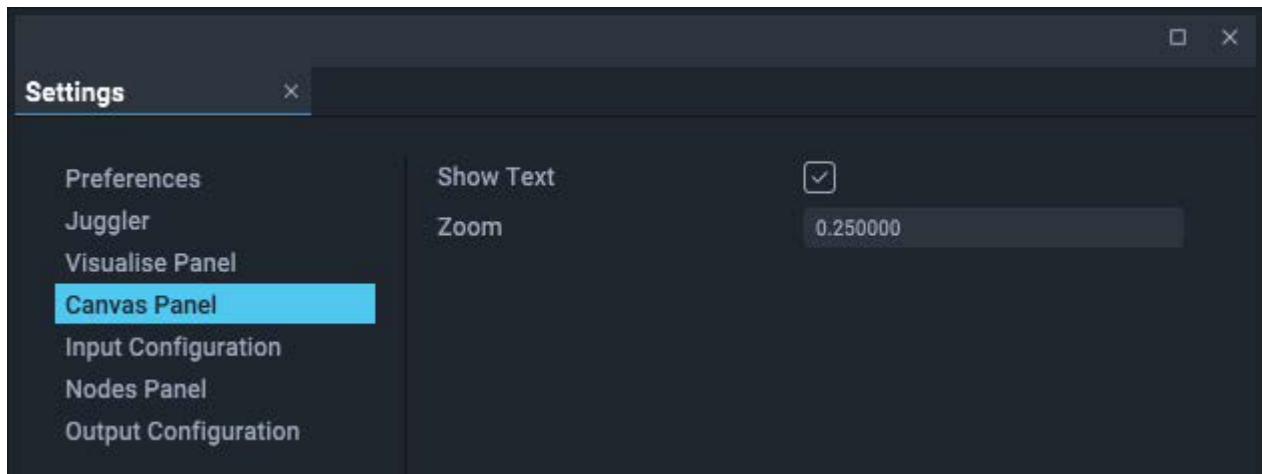 Settings
Preferences
Juggler
Visualise Panel
Canvas Panel
Input Configuration
Nodes Panel
Output Configuration
Show Text
Zoom 0.250000